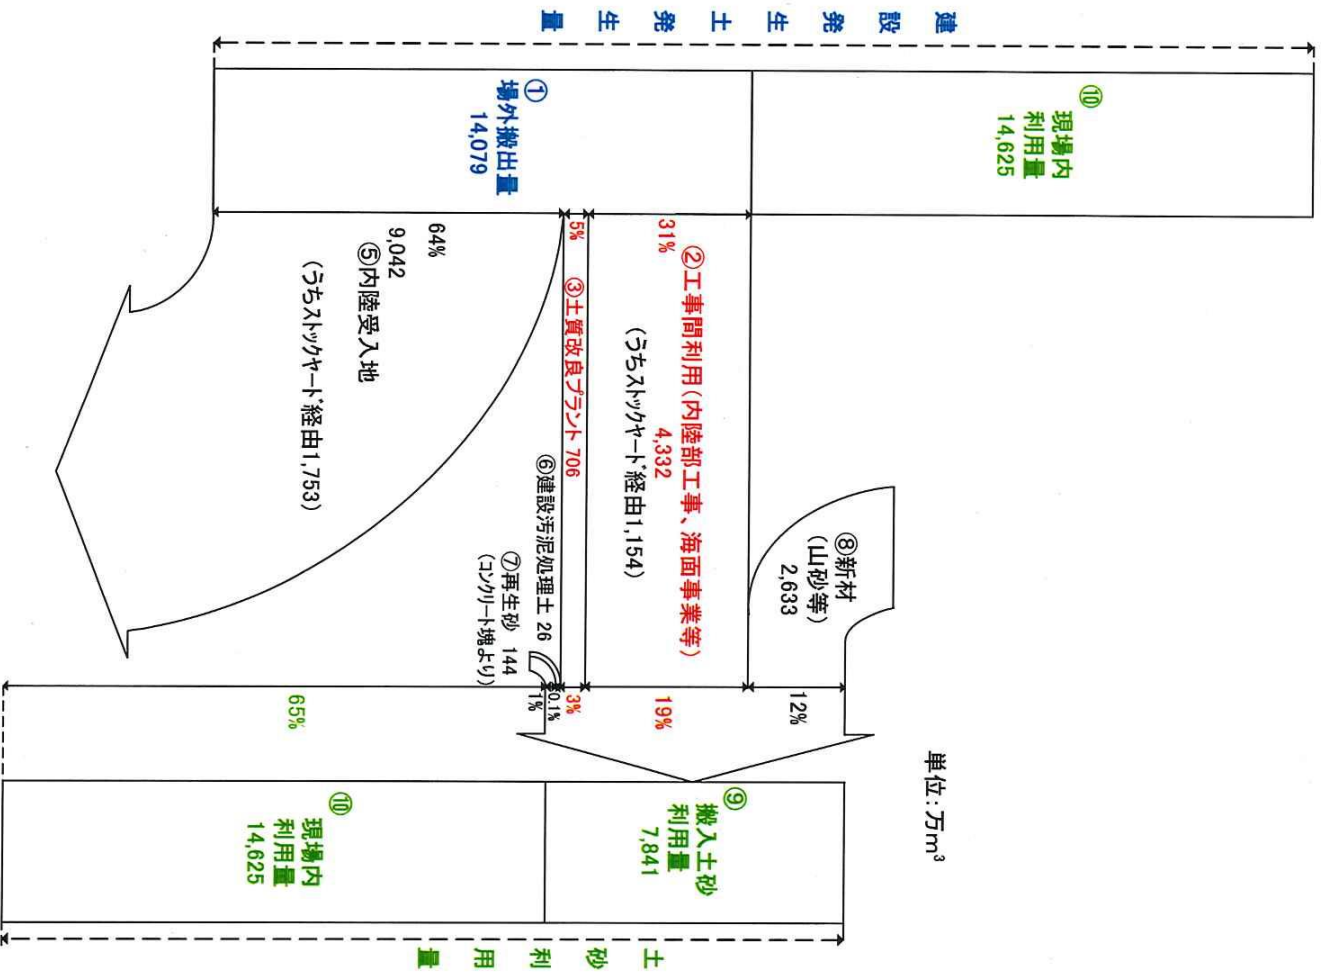 単位：万m³
建設発生土発生量
⑩
現場内
利用量
14,625
①
場外搬出量
14,079
⑧新材
(山砂等)
2,633
31%
②工事間利用(内陸部工事、海面事業等)
4,332
(うちストックヤード経由1,154)
5%
③土質改良プラント 706
64%
9,042
⑤内陸受入地
(うちストックヤード経由1,753)
⑥建設汚泥処理土 26
⑦再生砂 144
(コンクリート塊より)
12%
19%
3%
0.1%
1%
65%
⑨
搬入土砂
利用量
7,841
⑩
現場内
利用量
14,625
土砂利用量